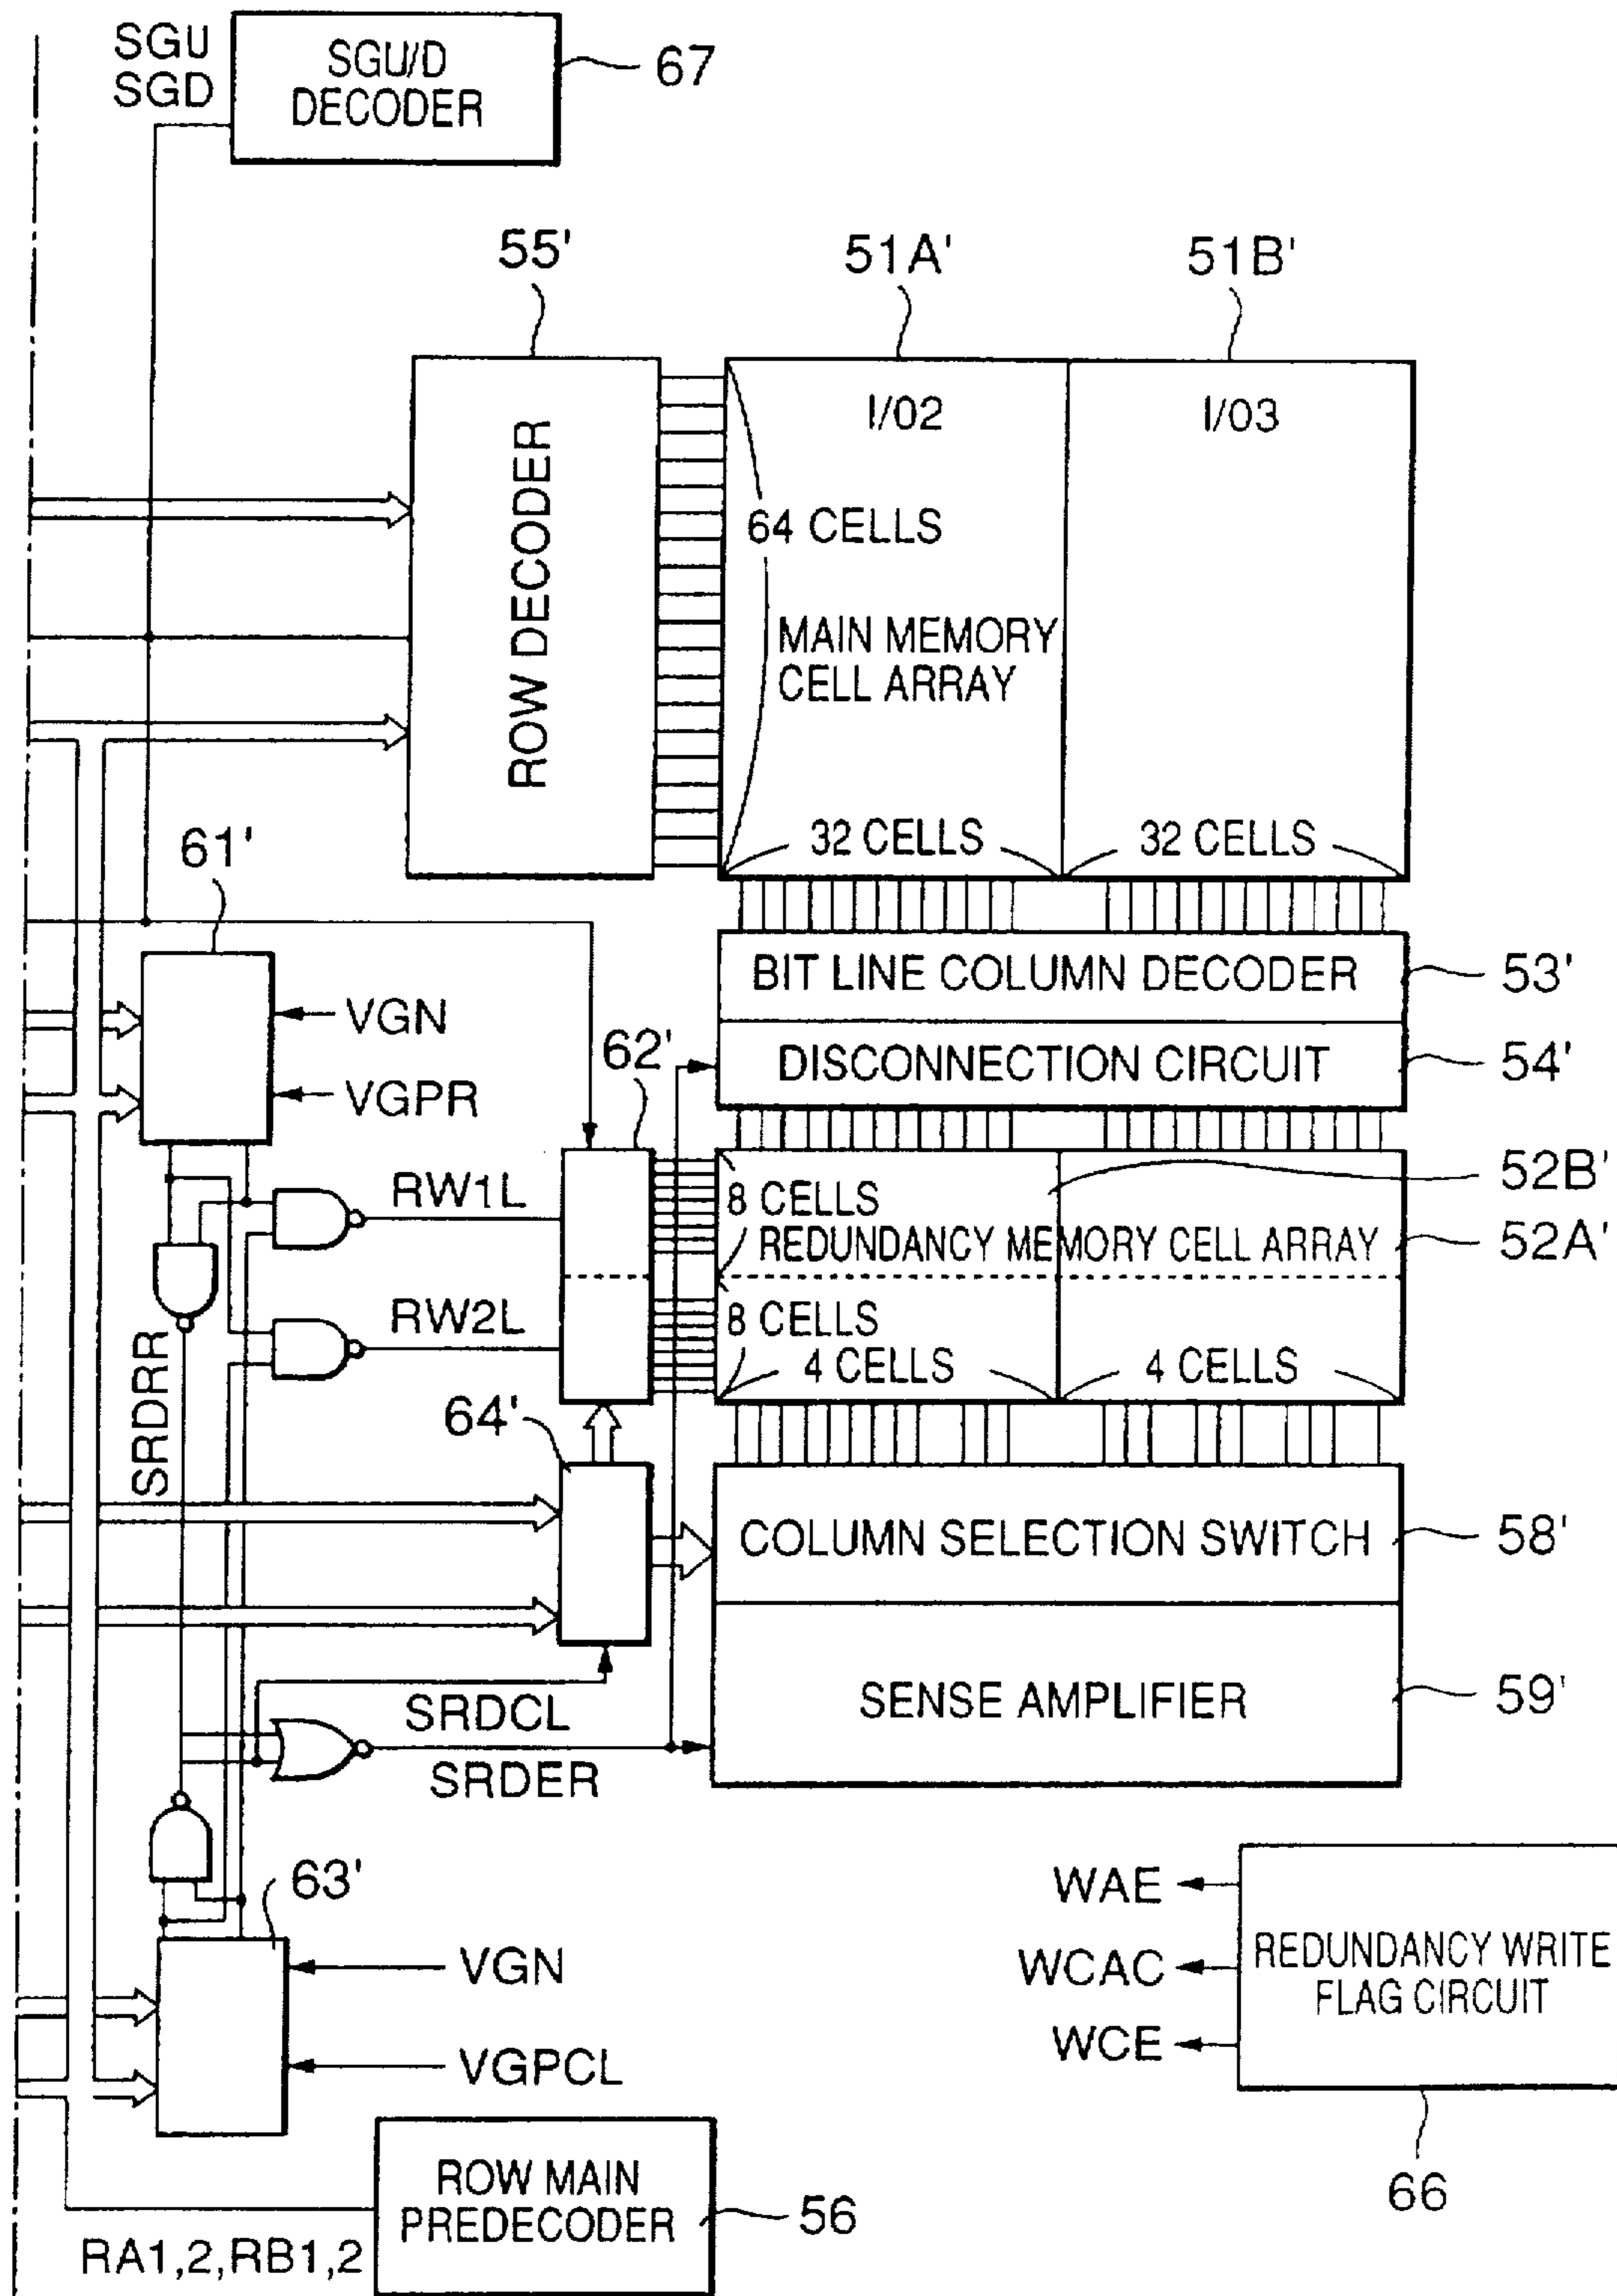 SGU
SGD
SGU/D
DECODER
67
55'
51A'
51B'
I/02
I/03
ROW DECODER
64 CELLS
MAIN MEMORY
CELL ARRAY
32 CELLS
32 CELLS
61'
BIT LINE COLUMN DECODER
53'
VGN
62'
DISCONNECTION CIRCUIT
54'
VGPR
RW1L
8 CELLS
52B'
REDUNDANCY MEMORY CELL ARRAY
52A'
RW2L
8 CELLS
4 CELLS
4 CELLS
SRDRR
64'
COLUMN SELECTION SWITCH
58'
SENSE AMPLIFIER
59'
SRDCL
SRDER
63'
WAE
VGN
WCAC
REDUNDANCY WRITE
FLAG CIRCUIT
WCE
VGPCL
66
ROW MAIN
PREDECODER
56
RA1,2,RB1,2